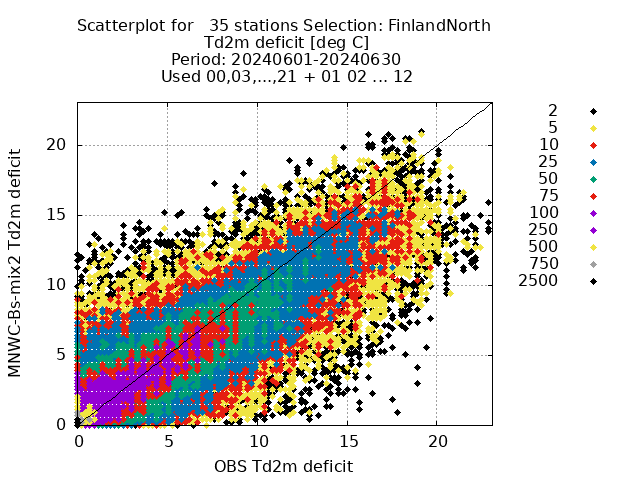 Scatterplot for   35 stations Selection: FinlandNorth
Td2m deficit [deg C]
Period: 20240601-20240630
Used 00,03,...,21 + 01 02 ... 12
MNWC-Bs-mix2 Td2m deficit
20
15
10
5
0
0 5 10 15 20
OBS Td2m deficit
2
5
10
25
50
75
100
250
500
750
2500